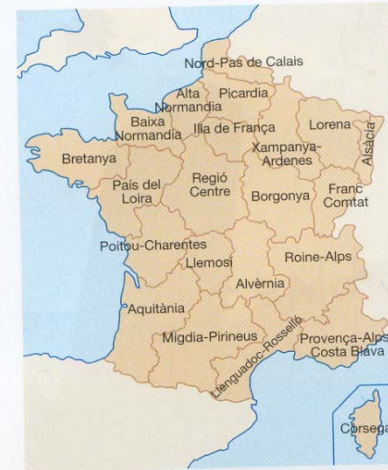 Nord-Pas de Calais
Alta
Normandia
Picardia
Baixa
Normandia
Illa de França
Lorena
Alsàcia
Xampanya-
Ardenes
Bretanya
País del
Loira
Regió
Centre
Borgonya
Franc
Comtat
Poitou-Charentes
Llemosí
Alvèrnia
Roine-Alps
Aquitània
Migdia-Pirineus
Llenguadoc-Rosselló
Provença-Alps
Costa Blava
Còrsega